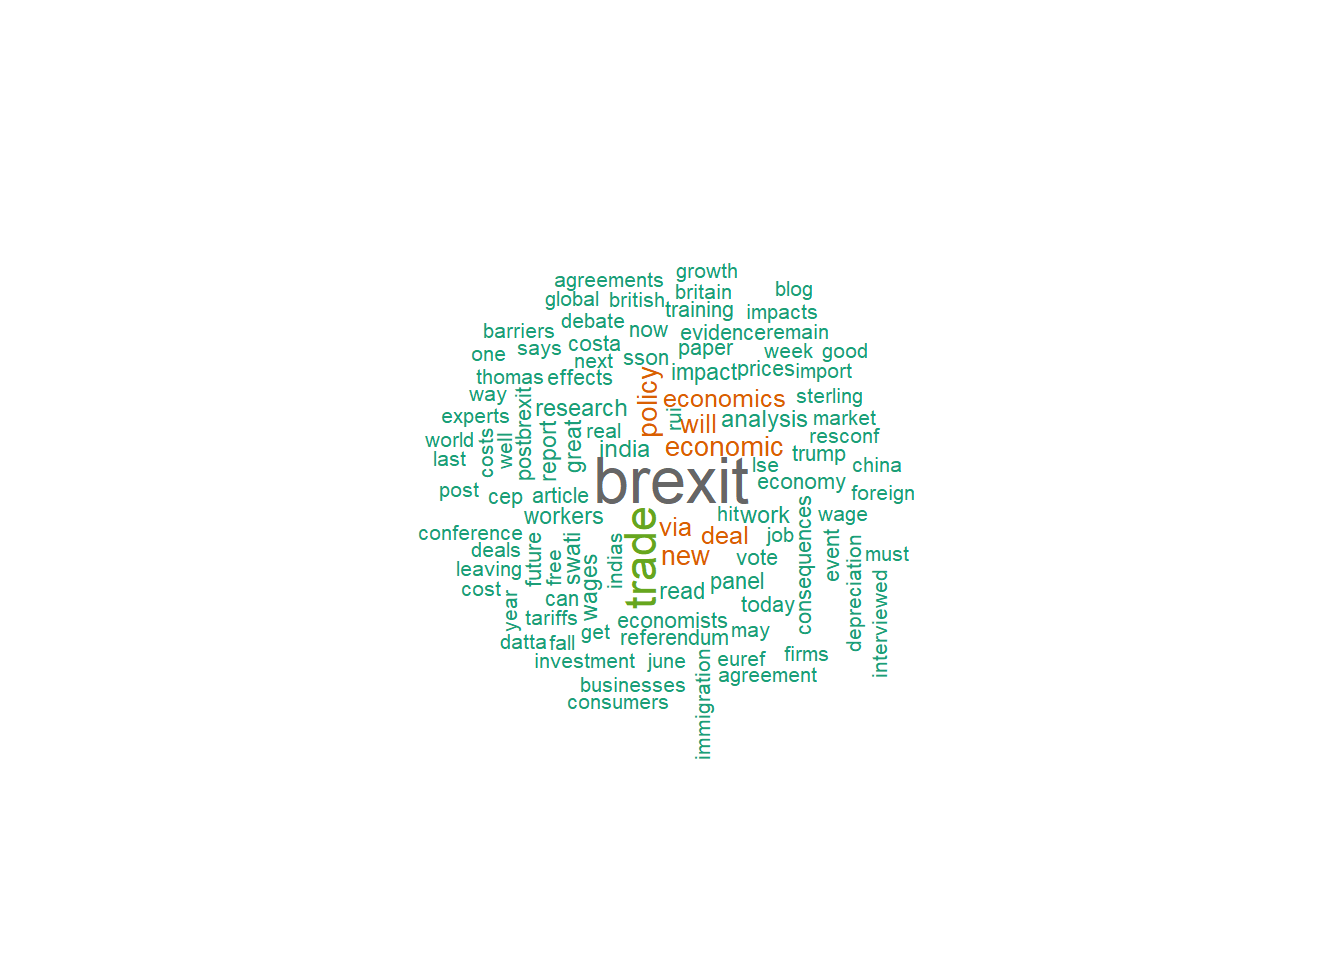 growth
agreements
britain
blog
global
british
training
impacts
debate
now
evidence
remain
barriers
costa
paper
week
good
one
says
next
sson
impact
prices
import
thomas
effects
policy
economics
sterling
way
research
rui
will
analysis
market
experts
postbrexit
real
resconf
world
costs
well
report
great
india
economic
trump
last
lse
china
brexit
economy
post
cep
article
foreign
workers
trade
via
hit
work
wage
conference
deal
job
consequences
deals
future
free
swati
indias
new
vote
event
must
leaving
wages
read
panel
depreciation
cost
year
can
today
interviewed
tariffs
economists
datta
fall
get
referendum
may
investment
june
euref
firms
immigration
agreement
businesses
consumers